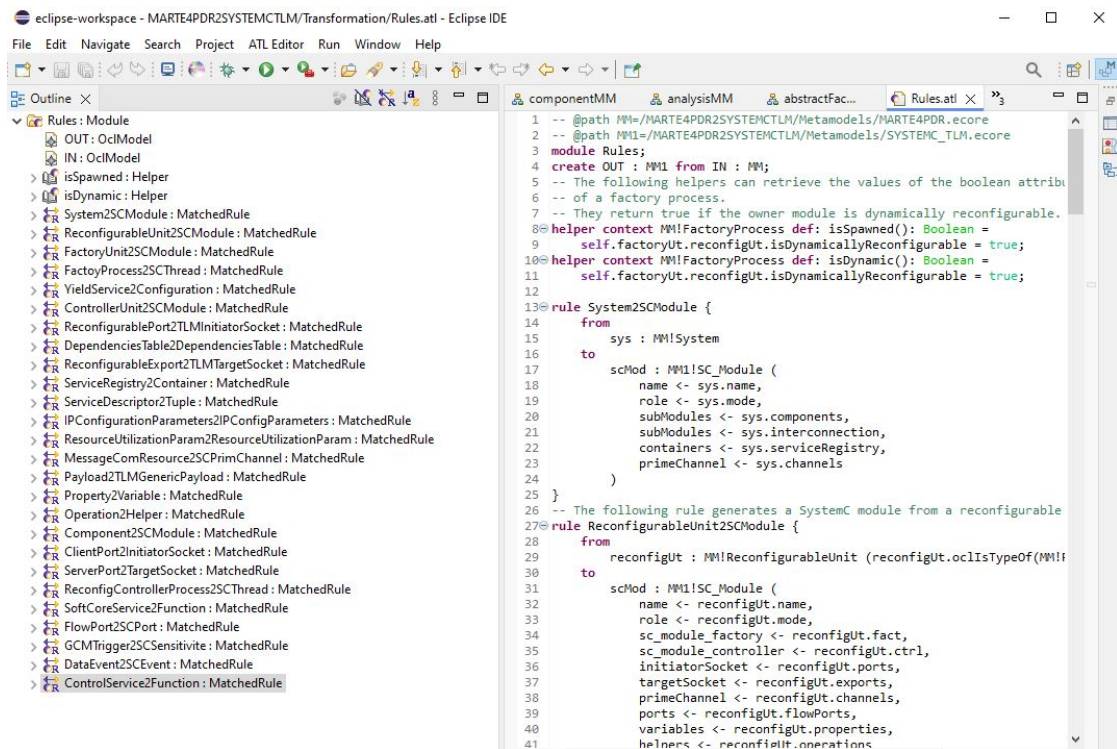 eclipse-workspace - MARTE4PDR2SYSTEMCTLM/Transformation/Rules.atl - Eclipse IDE
File Edit Navigate Search Project ATL Editor Run Window Help
Outline
Rules : Module
OUT : OclModel
IN : OclModel
isSpawned : Helper
isDynamic : Helper
System2SCModule : MatchedRule
ReconfigurableUnit2SCModule : MatchedRule
FactoryUnit2SCModule : MatchedRule
FactoyProcess2SCThread : MatchedRule
YieldService2Configuration : MatchedRule
ControllerUnit2SCModule : MatchedRule
ReconfigurablePort2TLMInitiatorSocket : MatchedRule
DependenciesTable2DependenciesTable : MatchedRule
ReconfigurableExport2TLMTargetSocket : MatchedRule
ServiceRegistry2Container : MatchedRule
ServiceDescriptor2Tuple : MatchedRule
IPConfigurationParameters2IPConfigParameters : MatchedRule
ResourceUtilizationParam2ResourceUtilizationParam : MatchedRule
MessageComResource2SCPrimChannel : MatchedRule
Payload2TLMGenericPayload : MatchedRule
Property2Variable : MatchedRule
Operation2Helper : MatchedRule
Component2SCModule : MatchedRule
ClientPort2InitiatorSocket : MatchedRule
ServerPort2TargetSocket : MatchedRule
ReconfigControllerProcess2SCThread : MatchedRule
SoftCoreService2Function : MatchedRule
FlowPort2SCPort : MatchedRule
GCMTrigger2SCSensitivite : MatchedRule
DataEvent2SCEvent : MatchedRule
ControlService2Function : MatchedRule
componentMM analysisMM abstractFac... Rules.atl »3
1 -- @path MM=/MARTE4PDR2SYSTEMCTLM/Metamodels/MARTE4PDR.ecore
2 -- @path MM1=/MARTE4PDR2SYSTEMCTLM/Metamodels/SYSTEMC_TLM.ecore
3 module Rules;
4 create OUT : MM1 from IN : MM;
5 -- The following helpers can retrieve the values of the boolean attribu
6 -- of a factory process.
7 -- They return true if the owner module is dynamically reconfigurable.
8 helper context MM!FactoryProcess def: isSpawned(): Boolean =
9 self.factoryUt.reconfigUt.isDynamicallyReconfigurable = true;
10 helper context MM!FactoryProcess def: isDynamic(): Boolean =
11 self.factoryUt.reconfigUt.isDynamicallyReconfigurable = true;
12
13 rule System2SCModule {
14 from
15 sys : MM!System
16 to
17 scMod : MM1!SC_Module (
18 name <- sys.name,
19 role <- sys.mode,
20 subModules <- sys.components,
21 subModules <- sys.interconnection,
22 containers <- sys.serviceRegistry,
23 primeChannel <- sys.channels
24 )
25 }
26 -- The following rule generates a SystemC module from a reconfigurable
27 rule ReconfigurableUnit2SCModule {
28 from
29 reconfigUt : MM!ReconfigurableUnit (reconfigUt.oclIsTypeOf(MM!
30 to
31 scMod : MM1!SC_Module (
32 name <- reconfigUt.name,
33 role <- reconfigUt.mode,
34 sc_module_factory <- reconfigUt.fact,
35 sc_module_controller <- reconfigUt.ctrl,
36 initiatorSocket <- reconfigUt.ports,
37 targetSocket <- reconfigUt.exports,
38 primeChannel <- reconfigUt.channels,
39 ports <- reconfigUt.flowPorts,
40 variables <- reconfigUt.properties,
41 helpers <- reconfigUt.operations